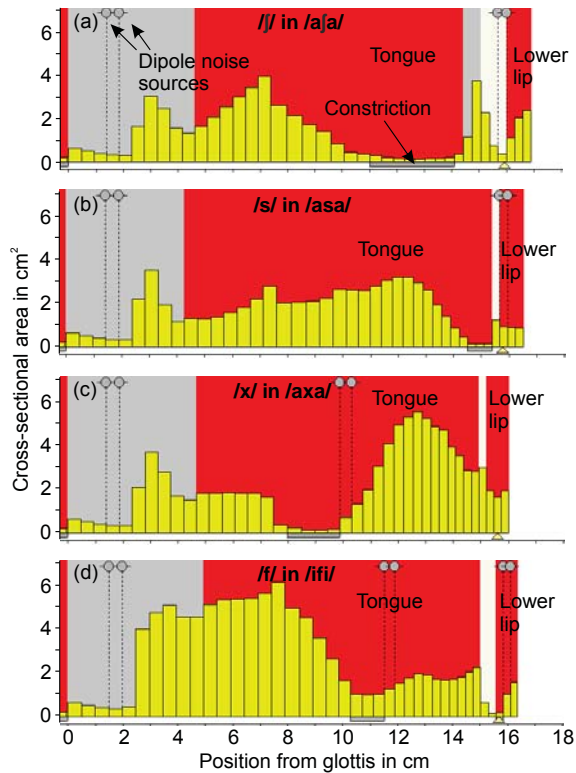 Cross-sectional area in cm²
(a)
/ʃ/ in /aʃa/
Dipole noise
sources
Tongue
Constriction
Lower
lip
6
4
2
0
(b)
/s/ in /asa/
Tongue
Lower
lip
6
4
2
0
(c)
/x/ in /axa/
Tongue
Lower
lip
6
4
2
0
(d)
/f/ in /ifi/
Tongue
Lower
lip
6
4
2
0
0 2 4 6 8 10 12 14 16 18
Position from glottis in cm